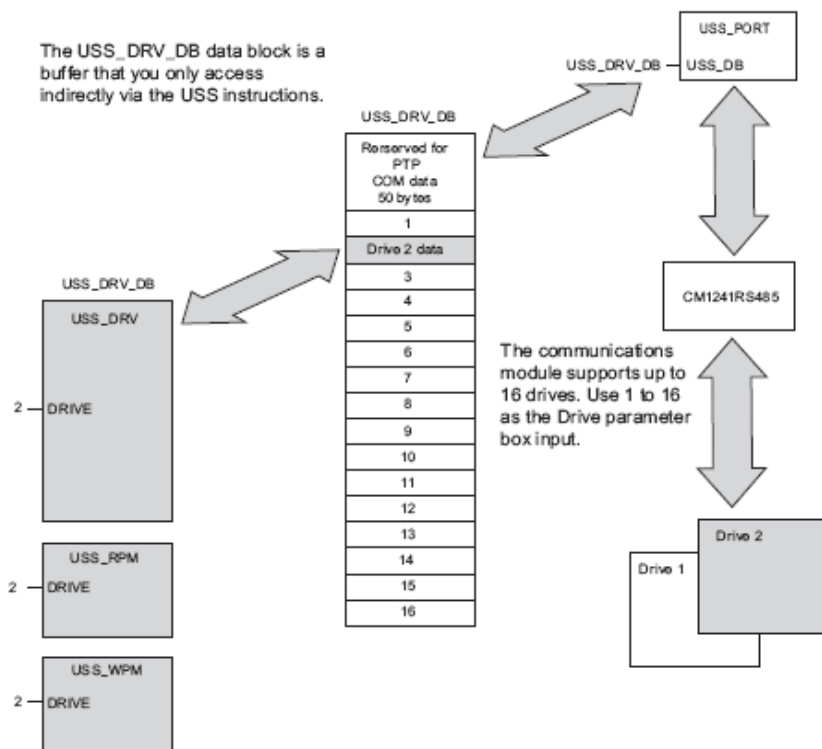 The USS_DRV_DB data block is a
buffer that you only access
indirectly via the USS instructions.
USS_PORT
USS_DRV_DB
USS_DB
USS_DRV_DB
Rerserved for
PTP
COM data
50 bytes
1
Drive 2 data
3
4
5
6
7
8
9
10
11
12
13
14
15
16
USS_DRV_DB
USS_DRV
2
DRIVE
USS_RPM
2
DRIVE
USS_WPM
2
DRIVE
CM1241RS485
The communications
module supports up to
16 drives. Use 1 to 16
as the Drive parameter
box input.
Drive 2
Drive 1